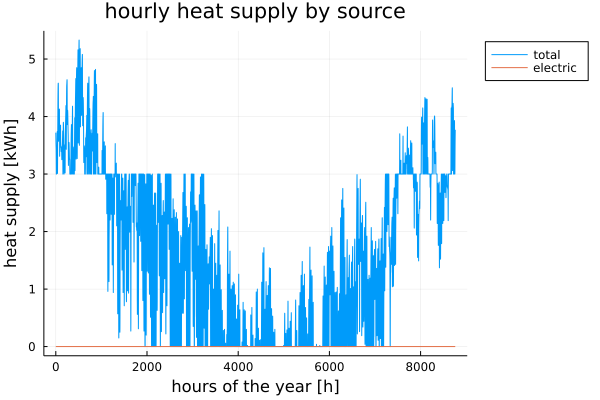 hourly heat supply by source
total
electric
heat supply [kWh]
5
4
3
2
1
0
0 2000 4000 6000 8000
hours of the year [h]